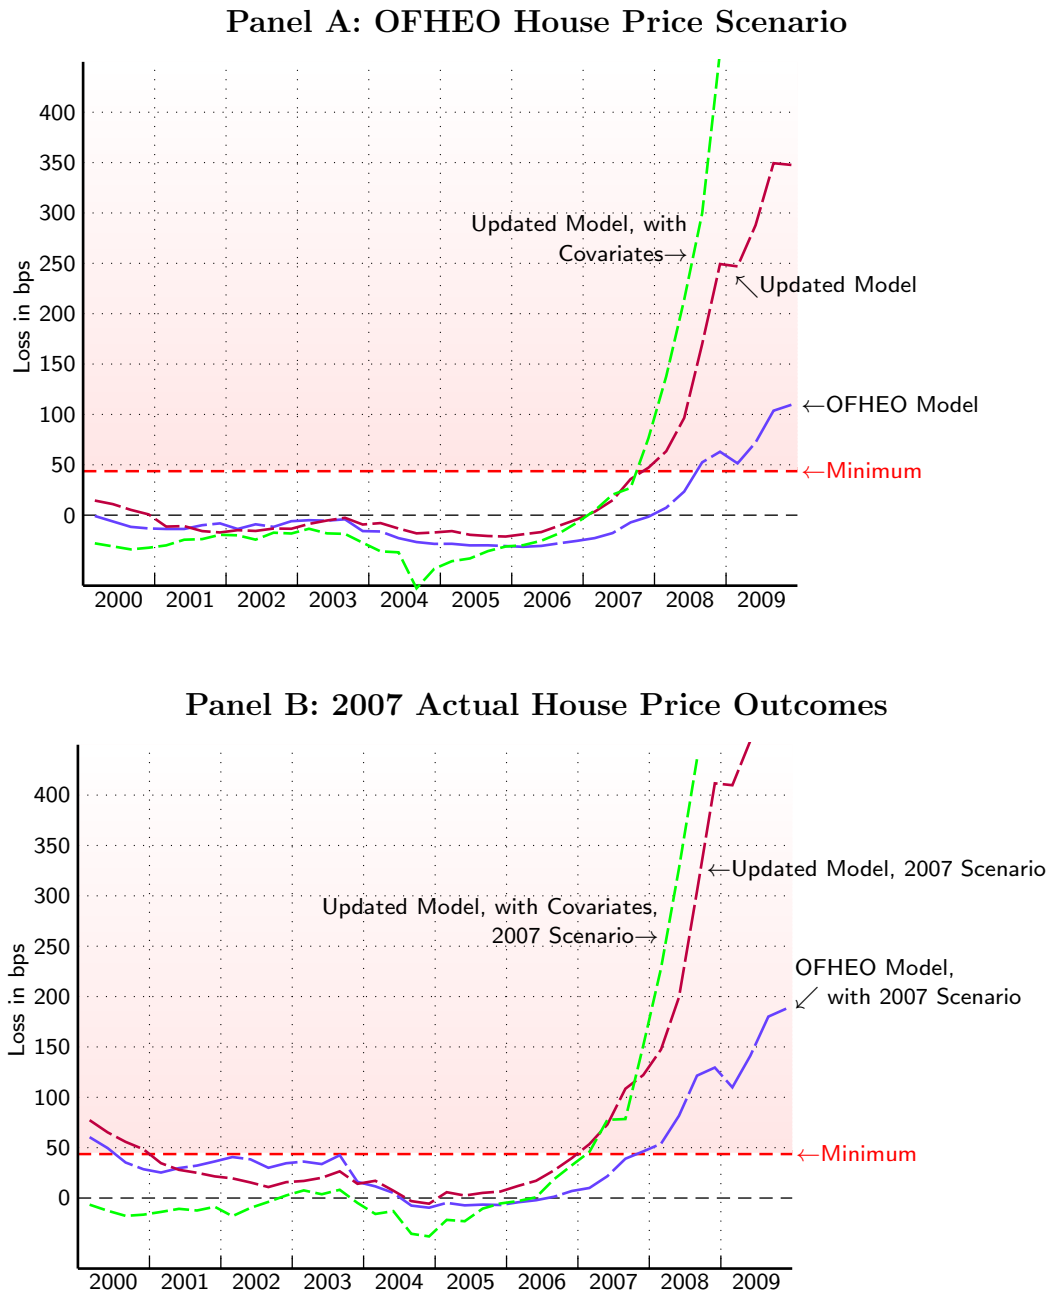 Panel A: OFHEO House Price Scenario
Loss in bps
400
350
300
250
200
150
100
50
0
Updated Model, with
Covariates→
Updated Model
←OFHEO Model
←Minimum
2000 2001 2002 2003 2004 2005 2006 2007 2008 2009
Panel B: 2007 Actual House Price Outcomes
Loss in bps
400
350
300
250
200
150
100
50
0
←Updated Model, 2007 Scenario
Updated Model, with Covariates,
2007 Scenario→
OFHEO Model,
↙ with 2007 Scenario
←Minimum
2000 2001 2002 2003 2004 2005 2006 2007 2008 2009